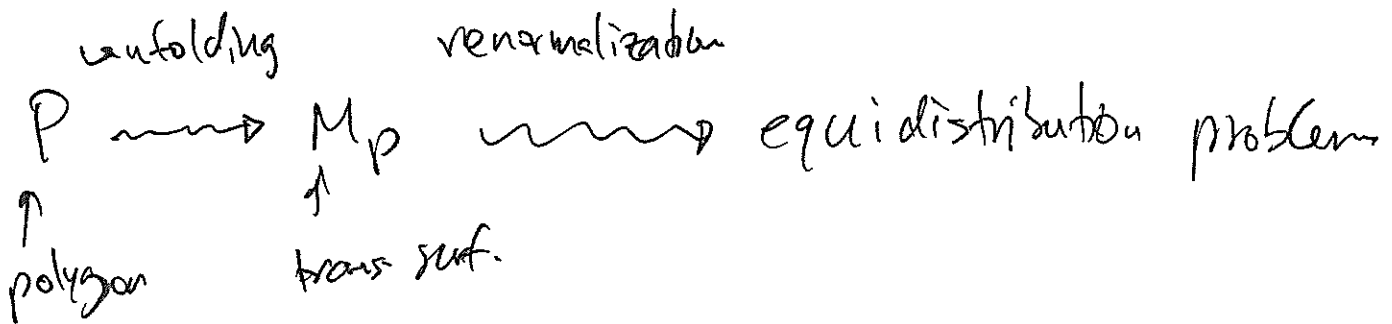 unfolding renormalization
P ⇝ M_P ⇝ equidistribution problem
↑ ↑
polygon trans. surf.